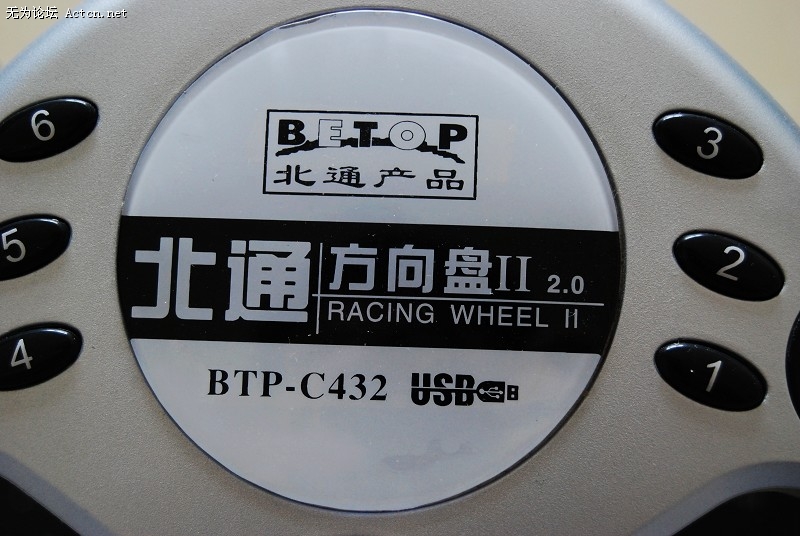 无为论坛 Actcn.net
6
3
BETOP
北通产品
5
2
北通 方向盘II 2.0
RACING WHEEL II
4
1
BTP-C432 USB